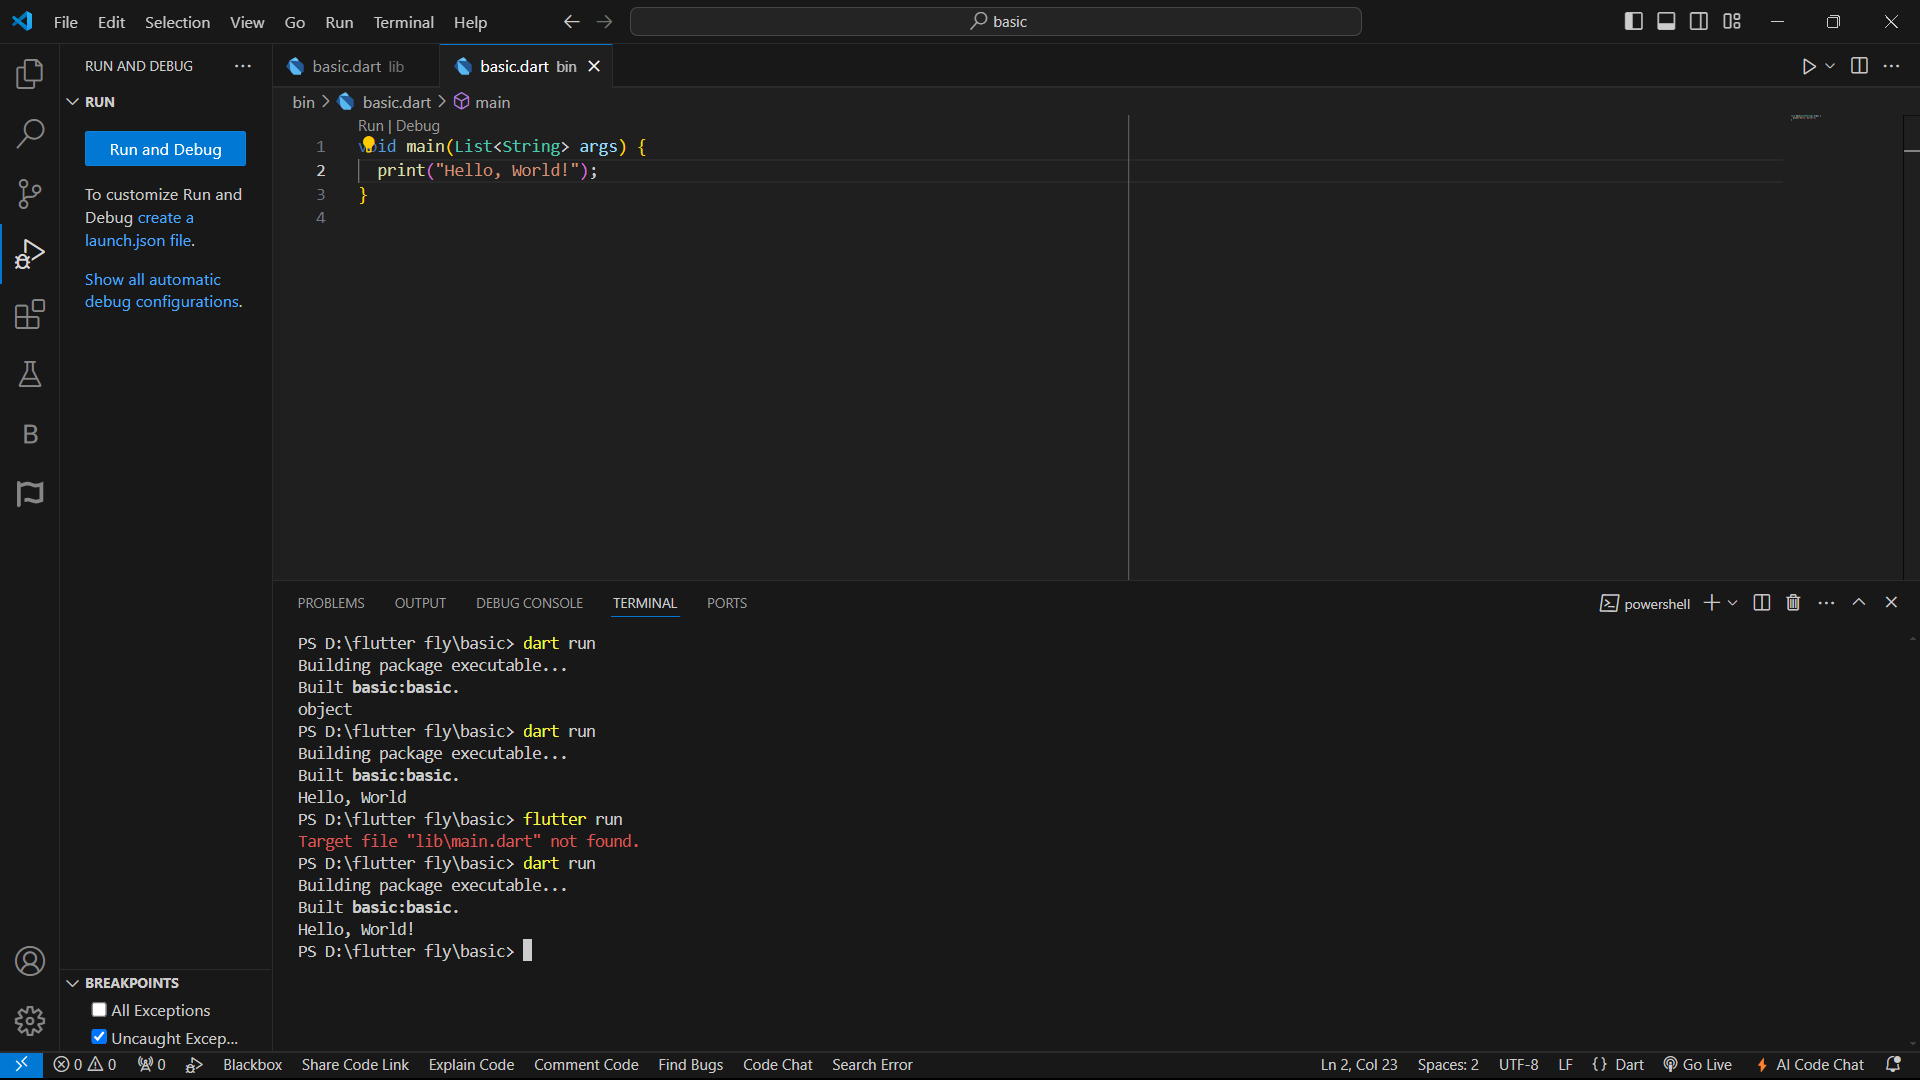 File Edit Selection View Go Run Terminal Help
basic
RUN AND DEBUG
RUN
Run and Debug
To customize Run and
Debug create a
launch.json file.
Show all automatic
debug configurations.
basic.dart lib
basic.dart bin
bin > basic.dart > main
Run | Debug
1 void main(List<String> args) {
2 print("Hello, World!");
3 }
4
PROBLEMS OUTPUT DEBUG CONSOLE TERMINAL PORTS
powershell
PS D:\flutter fly\basic> dart run
Building package executable...
Built basic:basic.
object
PS D:\flutter fly\basic> dart run
Building package executable...
Built basic:basic.
Hello, World
PS D:\flutter fly\basic> flutter run
Target file "lib\main.dart" not found.
PS D:\flutter fly\basic> dart run
Building package executable...
Built basic:basic.
Hello, World!
PS D:\flutter fly\basic>
B
BREAKPOINTS
All Exceptions
Uncaught Excep...
0 0 0 Blackbox Share Code Link Explain Code Comment Code Find Bugs Code Chat Search Error
Ln 2, Col 23 Spaces: 2 UTF-8 LF {} Dart Go Live AI Code Chat